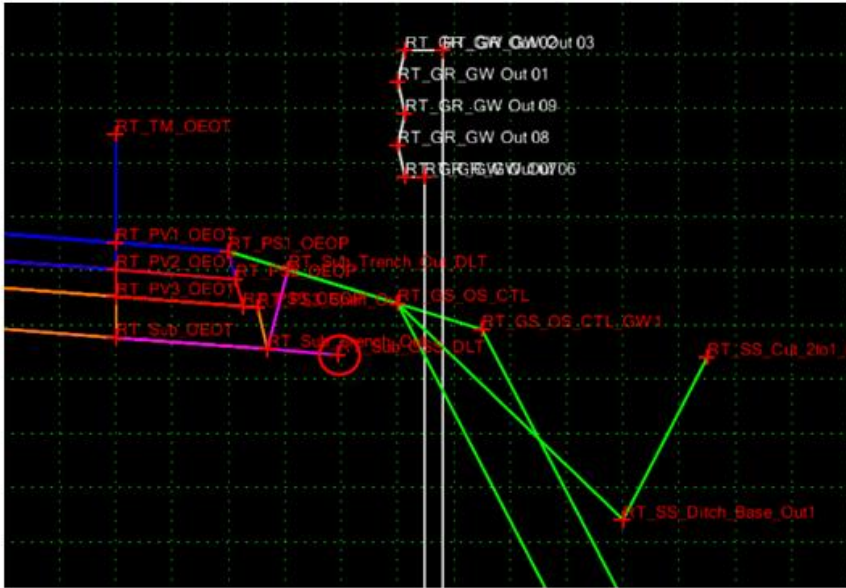 RT_GR_GW Out 03
RT_GR_GW Out 01
RT_GR_GW Out 09
RT_GR_GW Out 08
RT_TM_OEOT
RT_PV1_OEOT
RT_PS1_OEOP
RT_PV2_OEOT
RT_Sub_Trench_Out_DLT
RT_PV3_OEOT
RT_GS_OS_CTL
RT_Sub_OEOT
RT_GS_OS_CTL_GW1
RT_SS_Cut_2to1
RT_SS_Ditch_Base_Out1